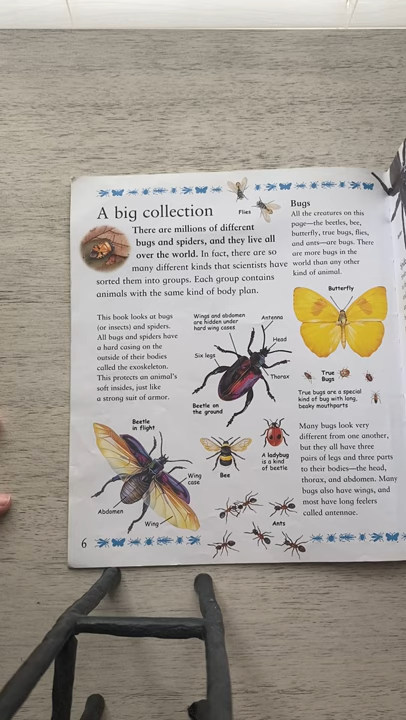 A big collection
There are millions of different
bugs and spiders, and they live all
over the world. In fact, there are so
many different kinds that scientists have
sorted them into groups. Each group contains
animals with the same kind of body plan.
Flies
Bugs
All the creatures on this
page—the beetles, bee,
butterfly, true bugs, flies,
and ants—are bugs. There
are more bugs in the
world than any other
kind of animal.
This book looks at bugs
(or insects) and spiders.
All bugs and spiders have
a hard casing on the
outside of their bodies
called the exoskeleton.
This protects an animal's
soft insides, just like
a strong suit of armor.
Wings and abdomen
are hidden under
hard wing cases
Antenna
Head
Six legs
Thorax
Beetle on
the ground
Butterfly
True
Bugs
True bugs are a special
kind of bug with long,
beaky mouthparts
Beetle
in flight
Wing
case
Abdomen
Wing
Bee
A ladybug
is a kind
of beetle
Ants
Many bugs look very
different from one another,
but they all have three
pairs of legs and three parts
to their bodies—the head,
thorax, and abdomen. Many
bugs also have wings, and
most have long feelers
called antennae.
6